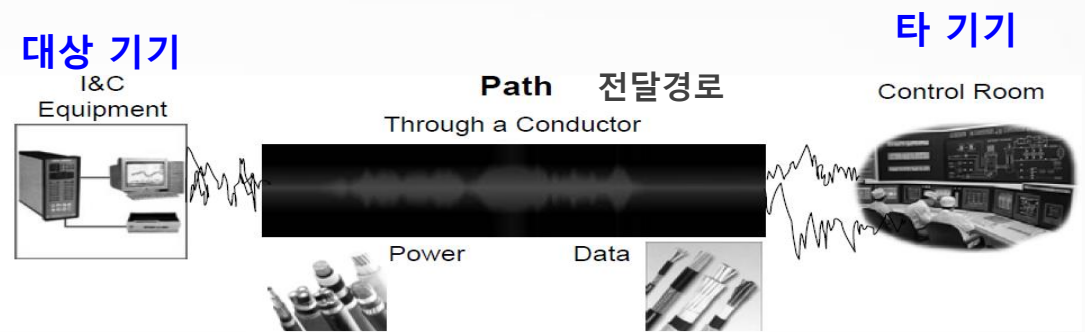 대상 기기
타 기기
I&C
Equipment
Path 전달경로
Control Room
Through a Conductor
Power
Data